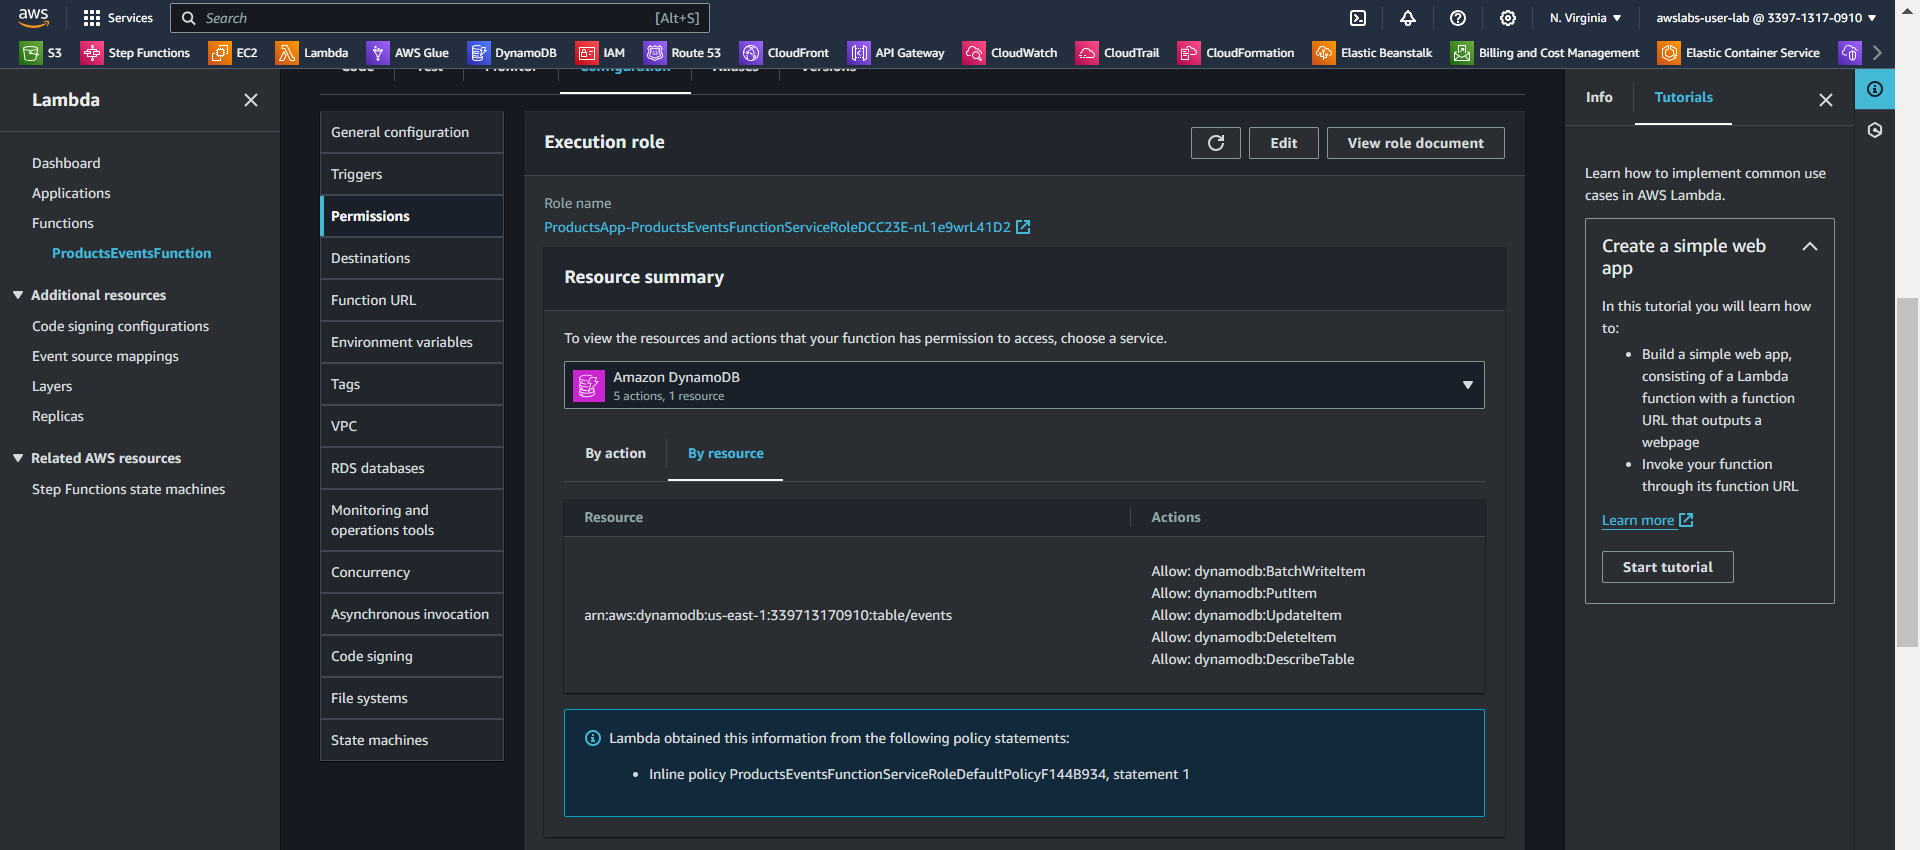 aws
Services
Search
[Alt+S]
N. Virginia
awslabs-user-lab @ 3397-1317-0910
S3
Step Functions
EC2
Lambda
AWS Glue
DynamoDB
IAM
Route 53
CloudFront
API Gateway
CloudWatch
CloudTrail
CloudFormation
Elastic Beanstalk
Billing and Cost Management
Elastic Container Service
Lambda
Dashboard
Applications
Functions
ProductsEventsFunction
Additional resources
Code signing configurations
Event source mappings
Layers
Replicas
Related AWS resources
Step Functions state machines
Code
Test
Monitor
Configuration
Aliases
Versions
General configuration
Triggers
Permissions
Destinations
Function URL
Environment variables
Tags
VPC
RDS databases
Monitoring and
operations tools
Concurrency
Asynchronous invocation
Code signing
File systems
State machines
Execution role
Edit
View role document
Role name
ProductsApp-ProductsEventsFunctionServiceRoleDCC23E-nL1e9wrL41D2
Resource summary
To view the resources and actions that your function has permission to access, choose a service.
Amazon DynamoDB
5 actions, 1 resource
By action
By resource
Resource
Actions
arn:aws:dynamodb:us-east-1:339713170910:table/events
Allow: dynamodb:BatchWriteItem
Allow: dynamodb:PutItem
Allow: dynamodb:UpdateItem
Allow: dynamodb:DeleteItem
Allow: dynamodb:DescribeTable
Lambda obtained this information from the following policy statements:
• Inline policy ProductsEventsFunctionServiceRoleDefaultPolicyF144B934, statement 1
Info
Tutorials
Learn how to implement common use
cases in AWS Lambda.
Create a simple web
app
In this tutorial you will learn how
to:
• Build a simple web app,
consisting of a Lambda
function with a function
URL that outputs a
webpage
• Invoke your function
through its function URL
Learn more
Start tutorial